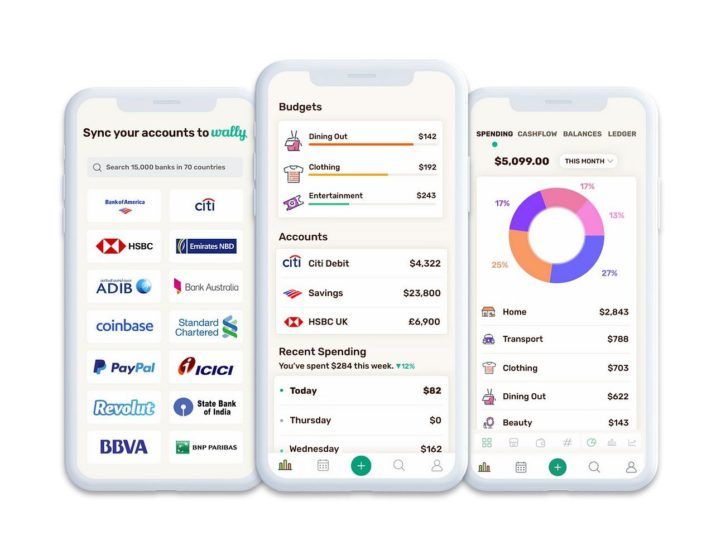 Sync your accounts to wally
Search 15,000 banks in 70 countries
Bank of America
citi
HSBC
Emirates NBD
ADIB
Bank Australia
coinbase
Standard
Chartered
PayPal
ICICI
Revolut
State Bank
of India
BBVA
BNP PARIBAS
Budgets
Dining Out $142
Clothing $192
Entertainment $243
Accounts
citi Citi Debit $4,322
Savings $23,800
HSBC UK £6,900
Recent Spending
You've spent $284 this week. ▼12%
Today $82
Thursday $0
Wednesday $162
SPENDING CASHFLOW BALANCES LEDGER
$5,099.00 THIS MONTH
17%
17%
13%
25%
27%
Home $2,843
Transport $788
Clothing $703
Dining Out $622
Beauty $143
#